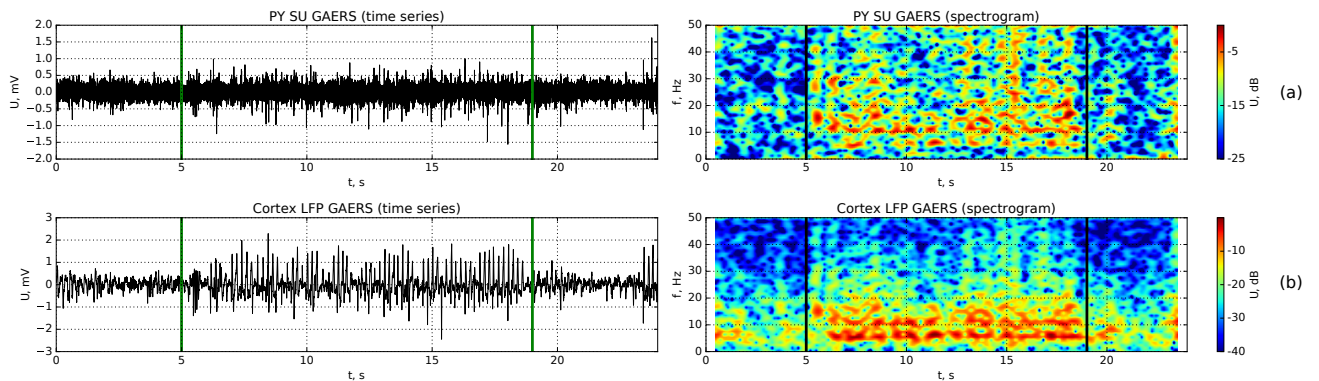 PY SU GAERS (time series)
2.0
1.5
1.0
0.5
0.0
−0.5
−1.0
−1.5
−2.0
U, mV
0 5 10 15 20
t, s
PY SU GAERS (spectrogram)
50
40
30
20
10
0
f, Hz
0 5 10 15 20
t, s
-5
-15
-25
U, dB
(a)
Cortex LFP GAERS (time series)
3
2
1
0
−1
−2
−3
U, mV
0 5 10 15 20
t, s
Cortex LFP GAERS (spectrogram)
50
40
30
20
10
0
f, Hz
0 5 10 15 20
t, s
-10
-20
-30
-40
U, dB
(b)